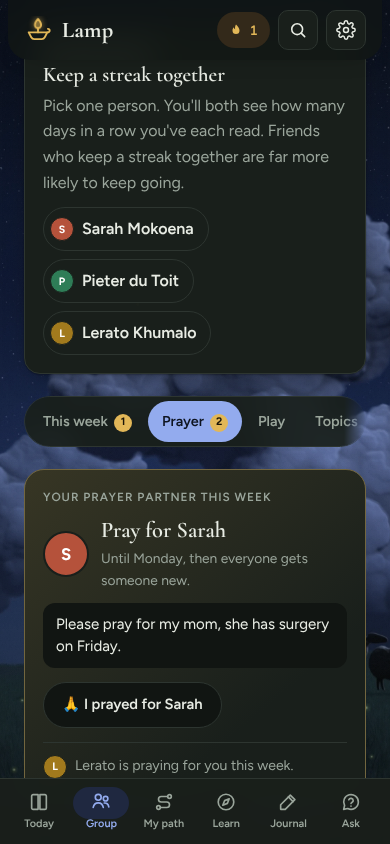 Lamp
1
Keep a streak together
Pick one person. You'll both see how many
days in a row you've each read. Friends
who keep a streak together are far more
likely to keep going.
S Sarah Mokoena
P Pieter du Toit
L Lerato Khumalo
This week 1 Prayer 2 Play Topics
YOUR PRAYER PARTNER THIS WEEK
S
Pray for Sarah
Until Monday, then everyone gets
someone new.
Please pray for my mom, she has surgery
on Friday.
🙏 I prayed for Sarah
L Lerato is praying for you this week.
Today Group My path Learn Journal Ask